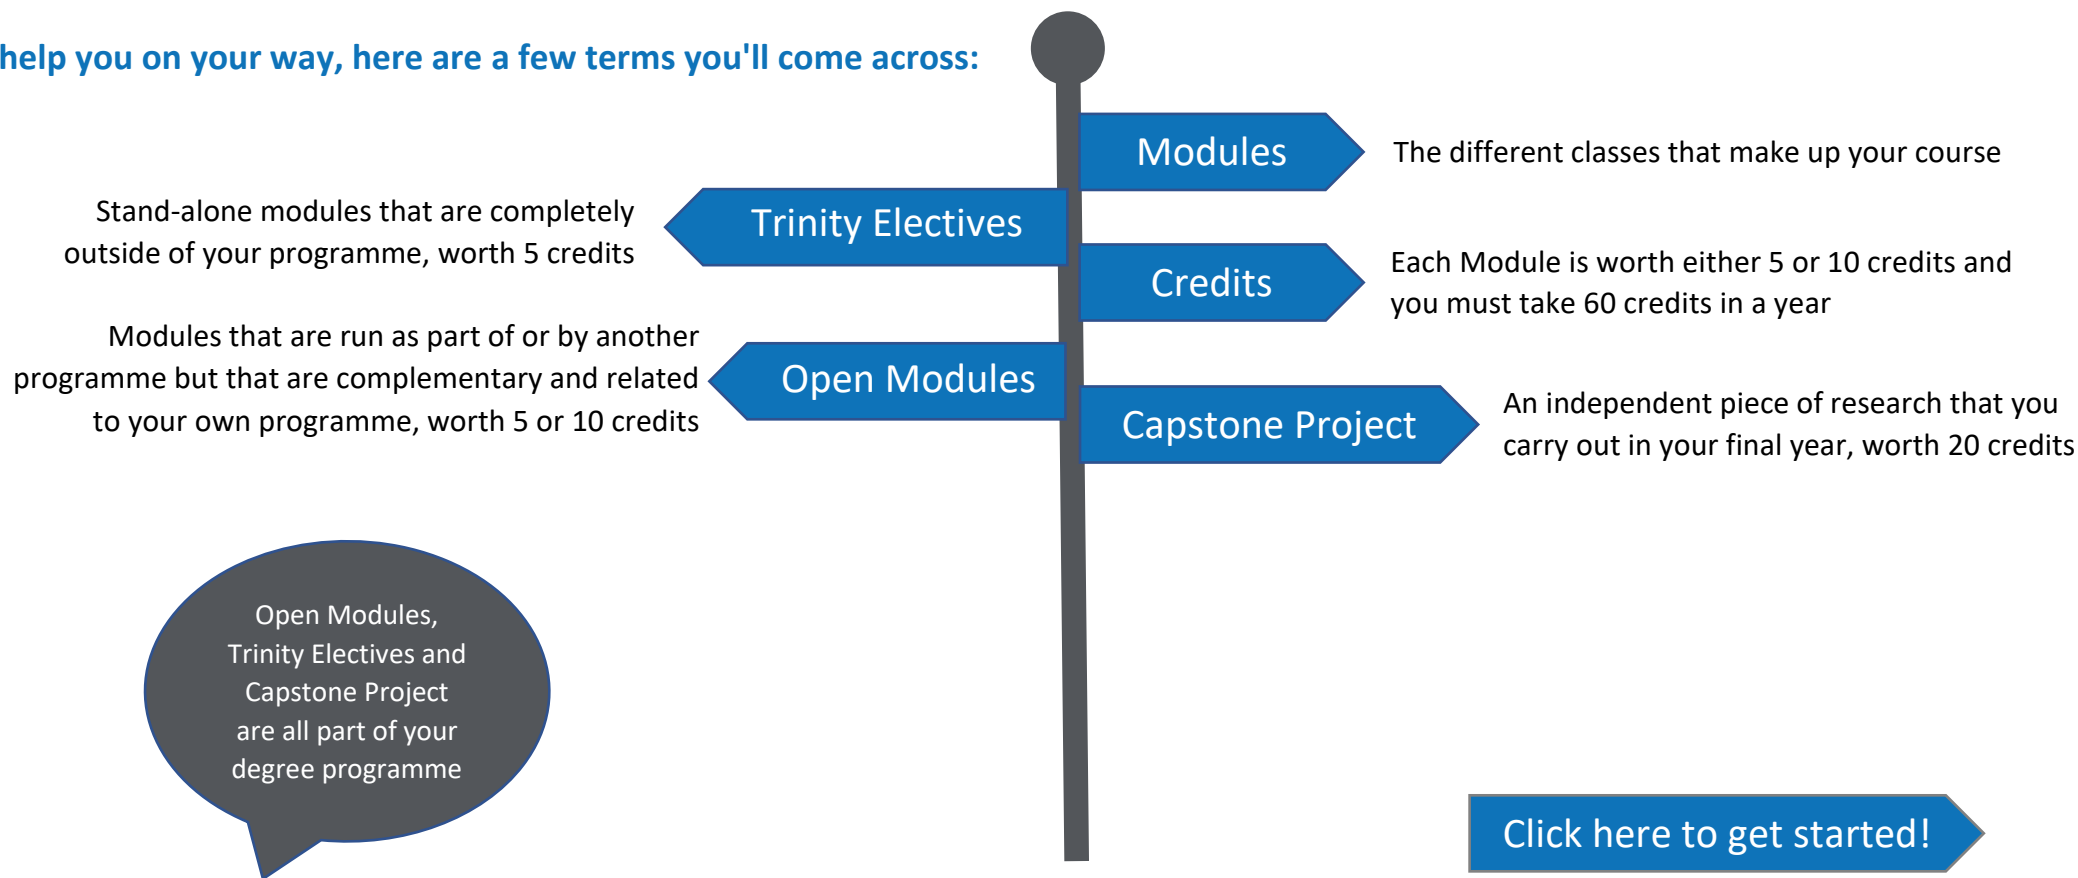 help you on your way, here are a few terms you'll come across:
Modules
The different classes that make up your course
Stand-alone modules that are completely
outside of your programme, worth 5 credits
Trinity Electives
Credits
Each Module is worth either 5 or 10 credits and
you must take 60 credits in a year
Modules that are run as part of or by another
programme but that are complementary and related
to your own programme, worth 5 or 10 credits
Open Modules
Capstone Project
An independent piece of research that you
carry out in your final year, worth 20 credits
Open Modules,
Trinity Electives and
Capstone Project
are all part of your
degree programme
Click here to get started!